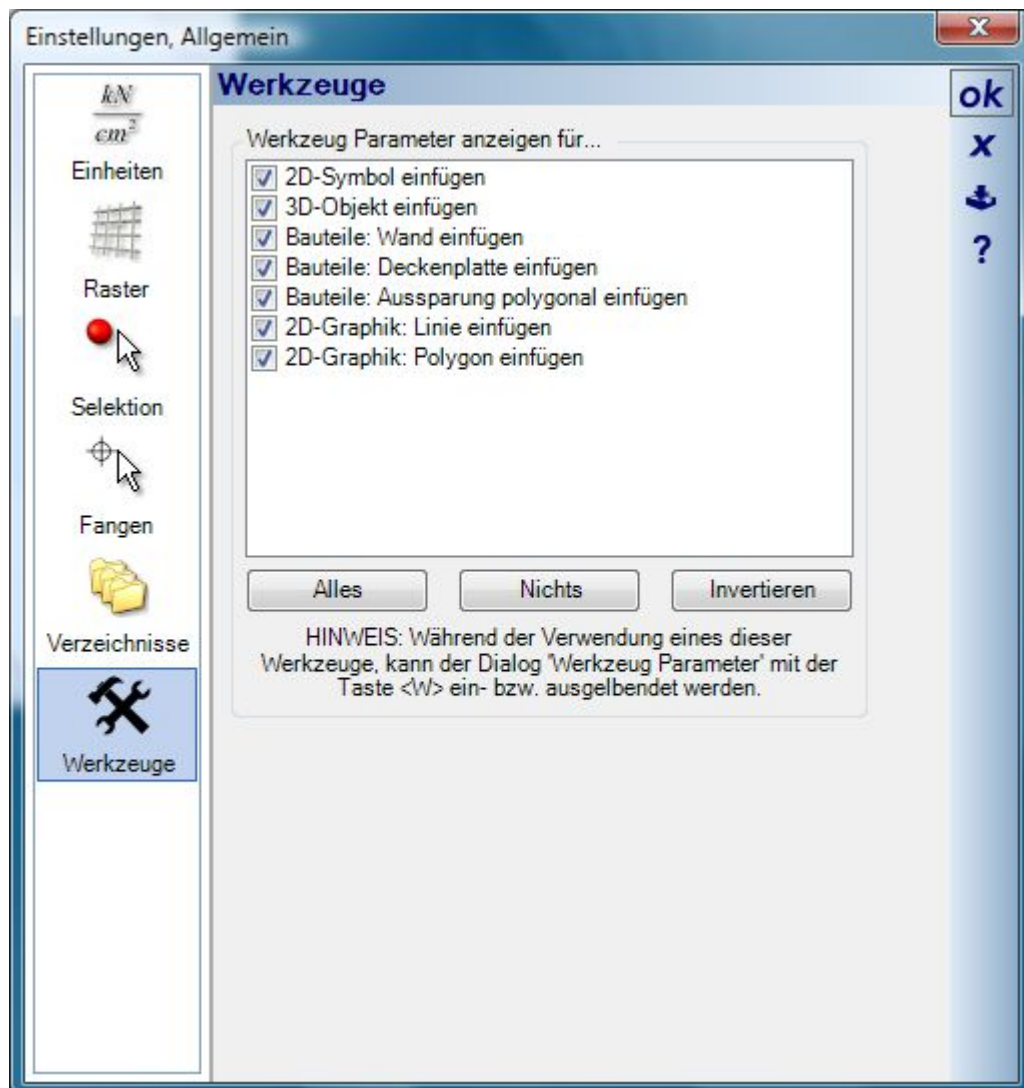 Einstellungen, Allgemein
kN
cm²
Einheiten
Raster
Selektion
Fangen
Verzeichnisse
Werkzeuge
Werkzeuge
Werkzeug Parameter anzeigen für...
2D-Symbol einfügen
3D-Objekt einfügen
Bauteile: Wand einfügen
Bauteile: Deckenplatte einfügen
Bauteile: Aussparung polygonal einfügen
2D-Graphik: Linie einfügen
2D-Graphik: Polygon einfügen
Alles Nichts Invertieren
HINWEIS: Während der Verwendung eines dieser
Werkzeuge, kann der Dialog 'Werkzeug Parameter' mit der
Taste <W> ein- bzw. ausgelbendet werden.
ok
x
?